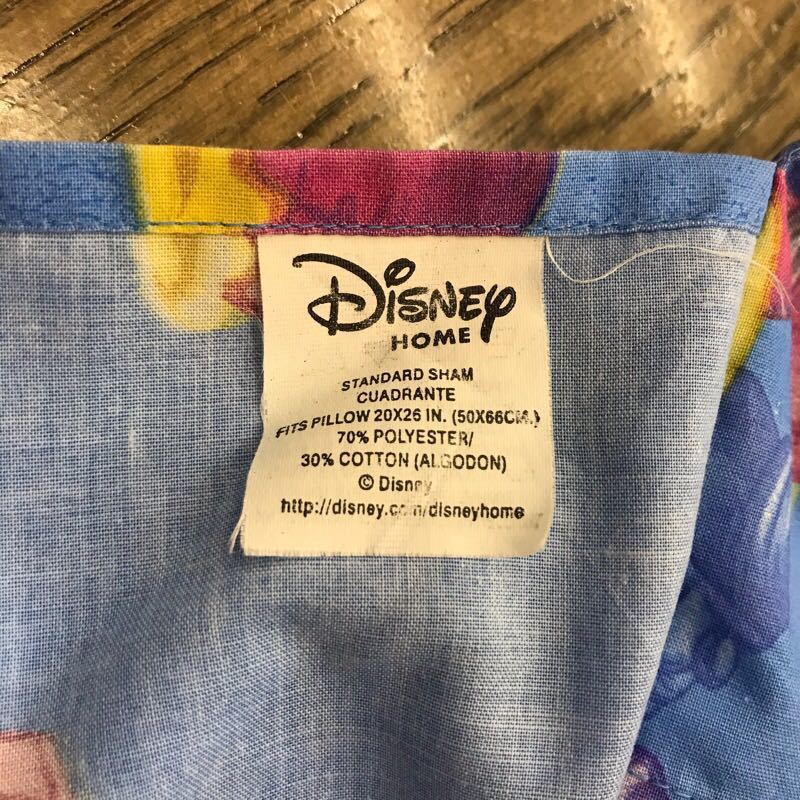 Disney
HOME
STANDARD SHAM
CUADRANTE
FITS PILLOW 20X26 IN. (50X66CM.)
70% POLYESTER/
30% COTTON (ALGODON)
© Disney
http://disney.com/disneyhome